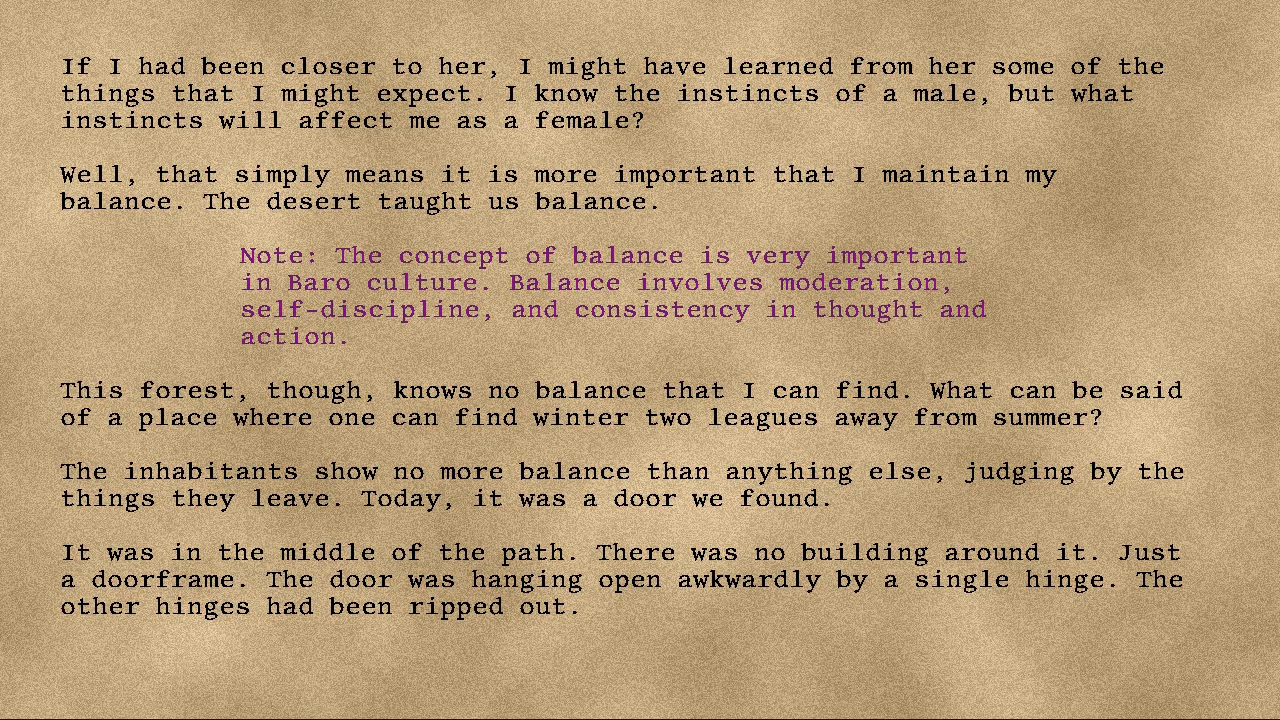 If I had been closer to her, I might have learned from her some of the
things that I might expect. I know the instincts of a male, but what
instincts will affect me as a female?
Well, that simply means it is more important that I maintain my
balance. The desert taught us balance.
Note: The concept of balance is very important
in Baro culture. Balance involves moderation,
self-discipline, and consistency in thought and
action.
This forest, though, knows no balance that I can find. What can be said
of a place where one can find winter two leagues away from summer?
The inhabitants show no more balance than anything else, judging by the
things they leave. Today, it was a door we found.
It was in the middle of the path. There was no building around it. Just
a doorframe. The door was hanging open awkwardly by a single hinge. The
other hinges had been ripped out.